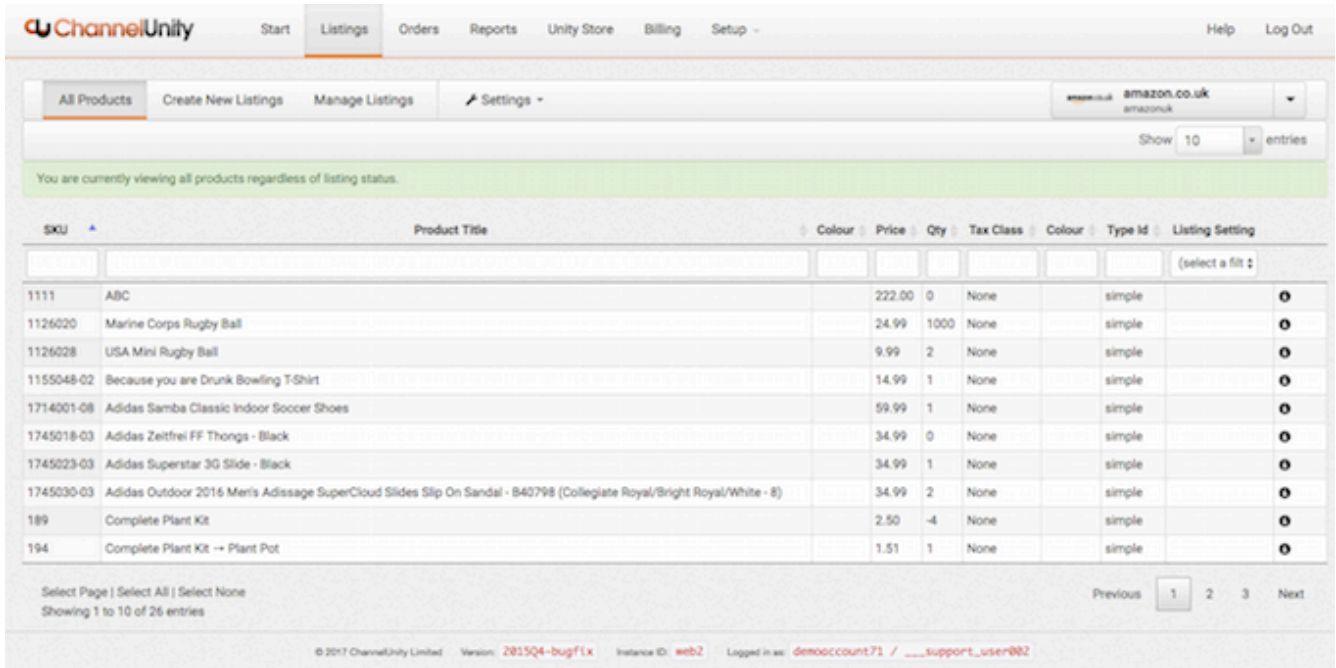 ChannelUnity Start Listings Orders Reports Unity Store Billing Setup Help Log Out
All Products Create New Listings Manage Listings Settings amazon.co.uk
amazonuk
Show 10 entries
You are currently viewing all products regardless of listing status.
SKU Product Title Colour Price Qty Tax Class Colour Type Id Listing Setting
(select a filt
1111 ABC 222.00 0 None simple
1126020 Marine Corps Rugby Ball 24.99 1000 None simple
1126028 USA Mini Rugby Ball 9.99 2 None simple
1155048-02 Because you are Drunk Bowling T-Shirt 14.99 1 None simple
1714001-08 Adidas Samba Classic Indoor Soccer Shoes 59.99 1 None simple
1745018-03 Adidas Zeitfrei FF Thongs - Black 34.99 0 None simple
1745023-03 Adidas Superstar 3G Slide - Black 34.99 1 None simple
1745030-03 Adidas Outdoor 2016 Men's Adissage SuperCloud Slides Slip On Sandal - B40798 (Collegiate Royal/Bright Royal/White - 8) 34.99 2 None simple
189 Complete Plant Kit 2.50 -4 None simple
194 Complete Plant Kit → Plant Pot 1.51 1 None simple
Select Page | Select All | Select None
Showing 1 to 10 of 26 entries
Previous 1 2 3 Next
© 2017 ChannelUnity Limited Version: 2015Q4-bugfix Instance ID: web2 Logged in as: demoaccount71 / ___support_user002